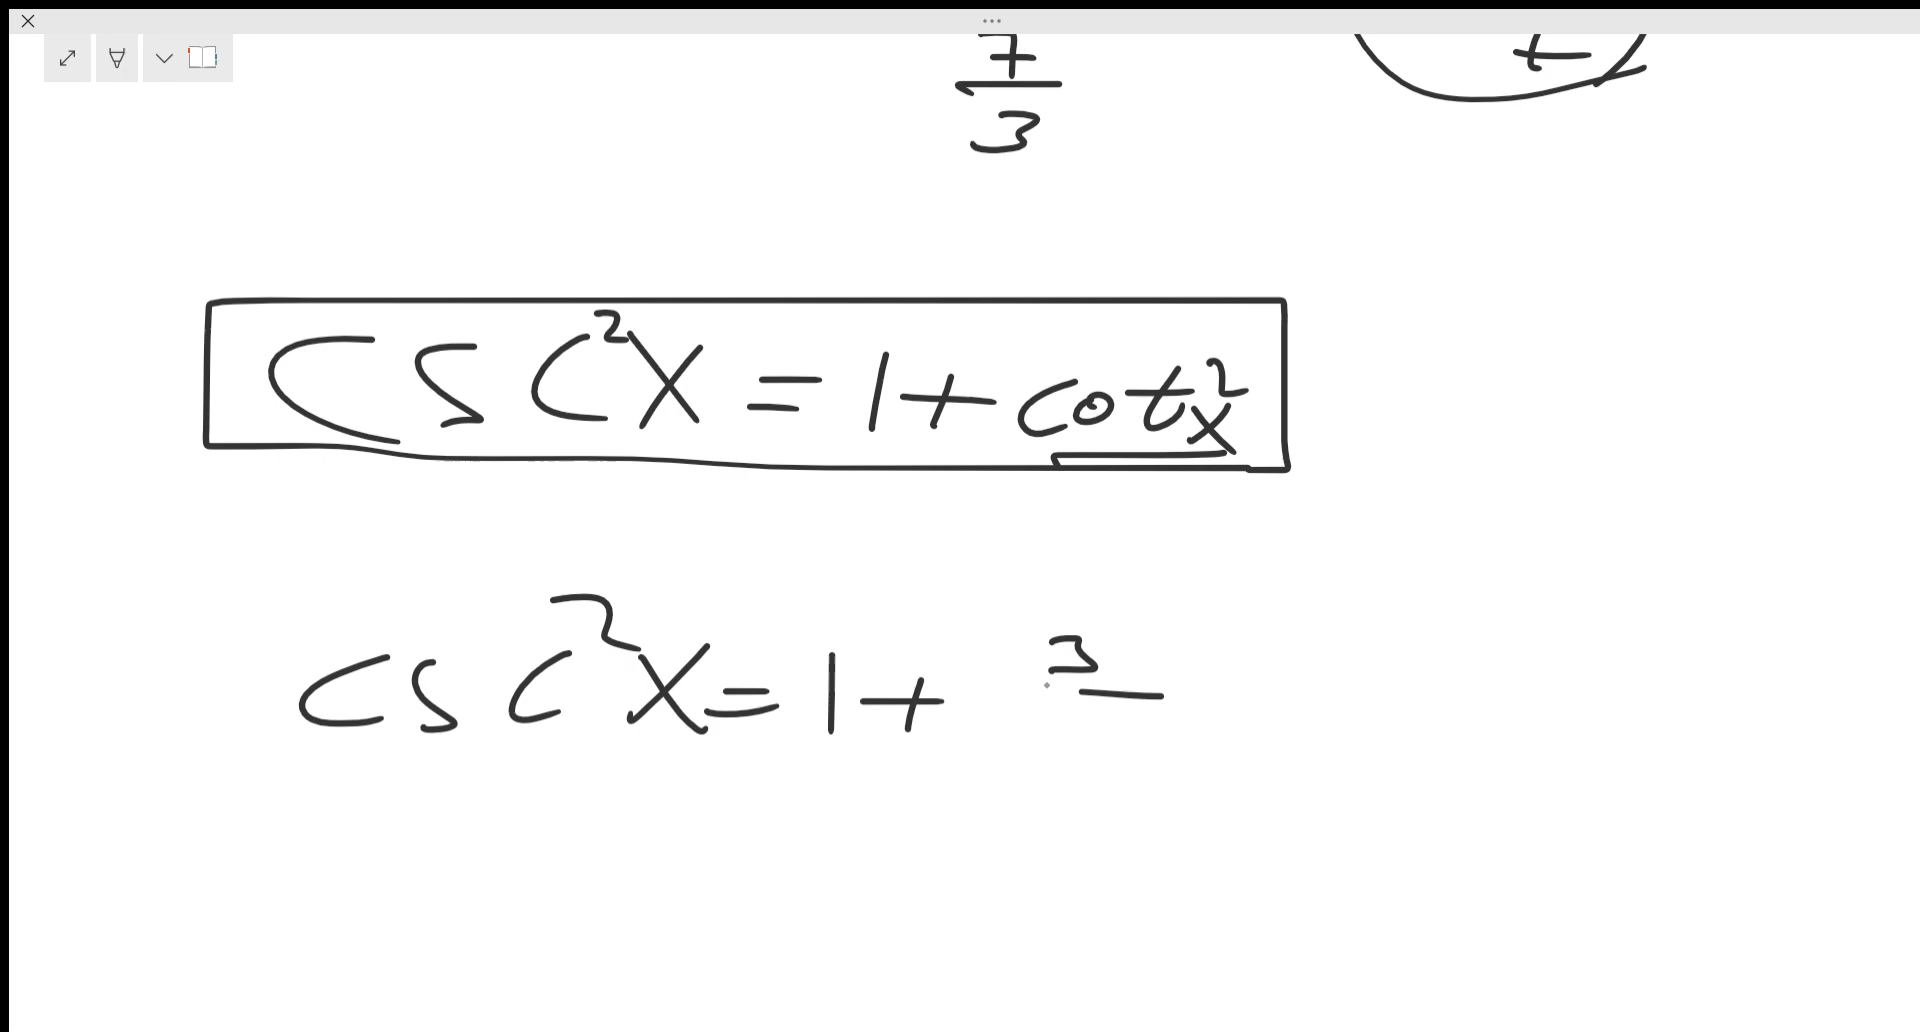 7
3
csc²x = 1 + cot²x
csc²x = 1 + 3